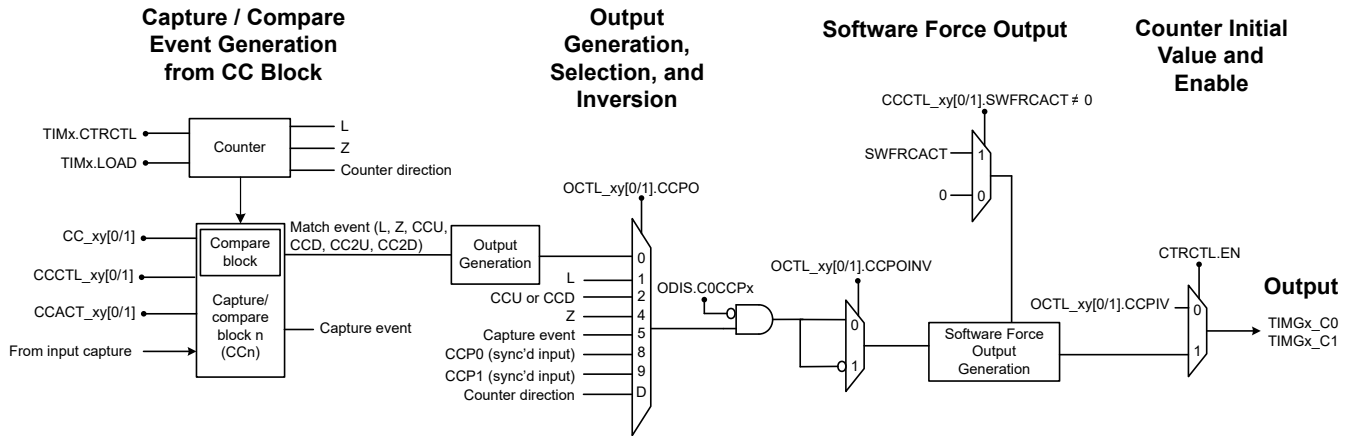 Capture / Compare
Event Generation
from CC Block
Output
Generation,
Selection, and
Inversion
Software Force Output
Counter Initial
Value and
Enable
TIMx.CTRCTL
TIMx.LOAD
Counter
L
Z
Counter direction
CC_xy[0/1]
CCCTL_xy[0/1]
CCACT_xy[0/1]
From input capture
Compare
block
Capture/
compare
block n
(CCn)
Match event (L, Z, CCU,
CCD, CC2U, CC2D)
Capture event
Output
Generation
OCTL_xy[0/1].CCPO
0
L 1
CCU or CCD 2
Z 4
Capture event 5
CCP0 (sync'd input) 8
CCP1 (sync'd input) 9
Counter direction D
ODIS.C0CCPx
OCTL_xy[0/1].CCPOINV
0
1
CCCTL_xy[0/1].SWFRCACT ≠ 0
SWFRCACT 1
0 0
Software Force
Output
Generation
CTRCTL.EN
OCTL_xy[0/1].CCPIV 0
1
Output
TIMGx_C0
TIMGx_C1